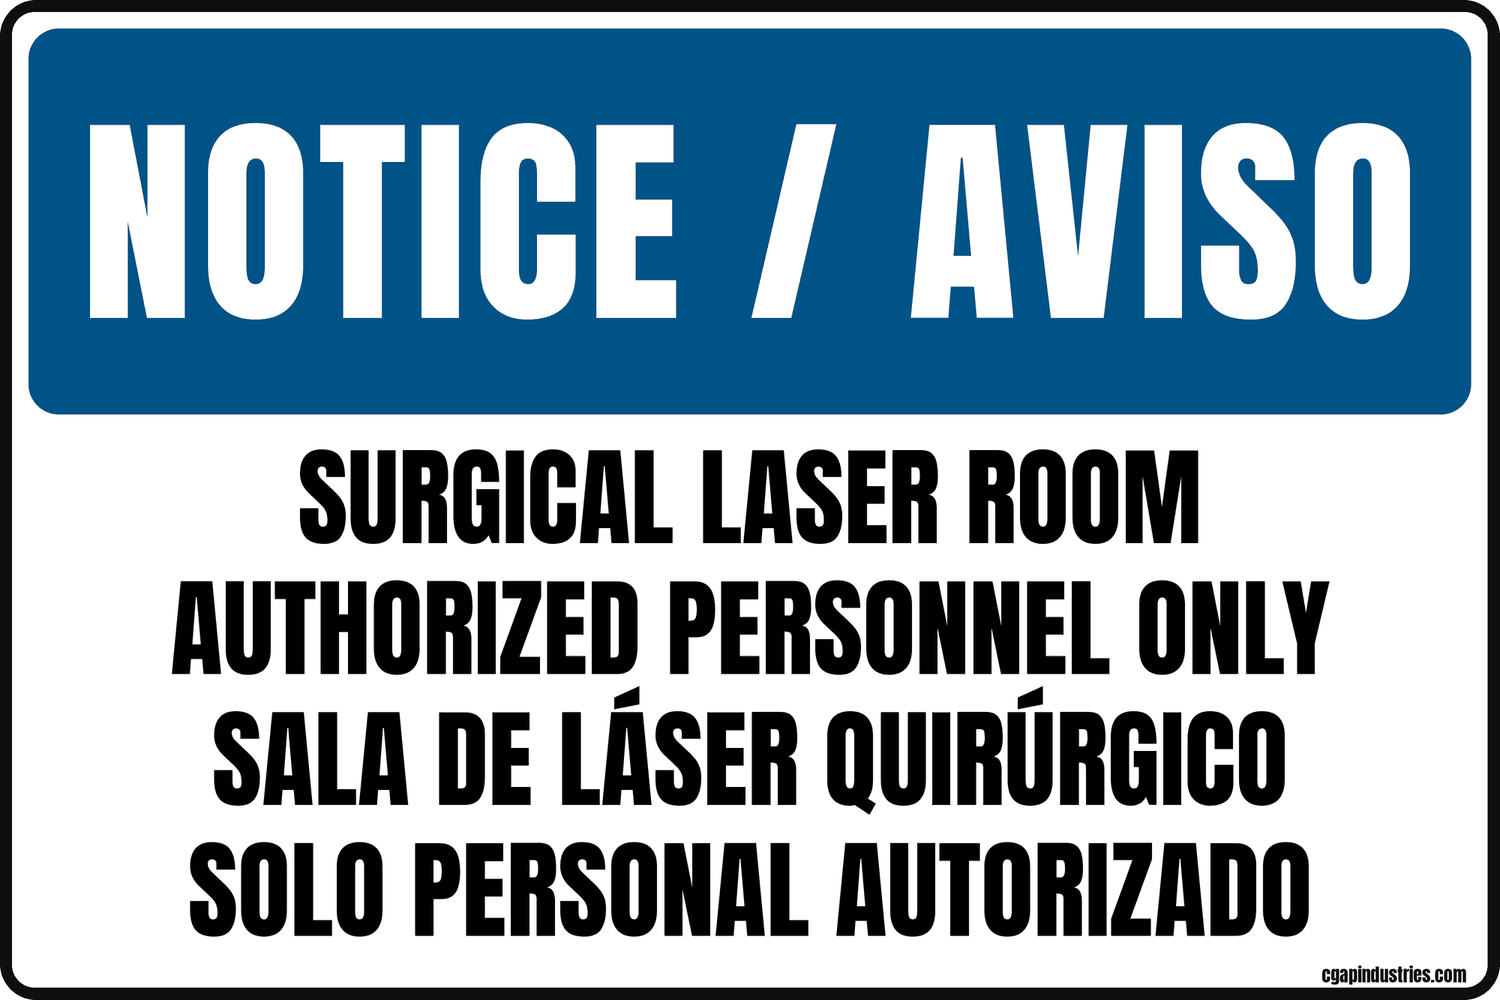 NOTICE / AVISO
SURGICAL LASER ROOM
AUTHORIZED PERSONNEL ONLY
SALA DE LÁSER QUIRÚRGICO
SOLO PERSONAL AUTORIZADO
cgapindustries.com